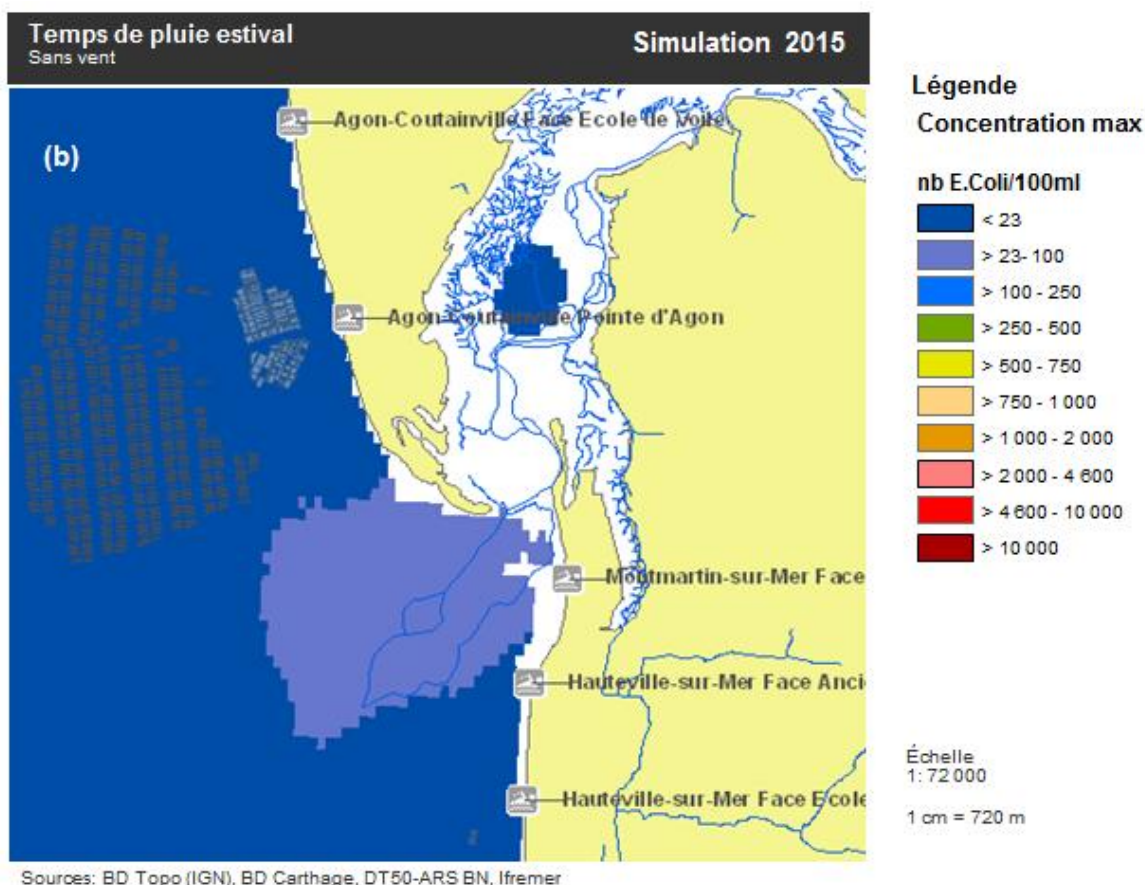 Temps de pluie estival
Sans vent
Simulation 2015
(b)
Agon-Coutainville Face Ecole de Voile
Agon-Coutainville Pointe d'Agon
Montmartin-sur-Mer Face
Hauteville-sur-Mer Face Anci
Hauteville-sur-Mer Face Ecole
Légende
Concentration max
nb E.Coli/100ml
< 23
> 23- 100
> 100 - 250
> 250 - 500
> 500 - 750
> 750 - 1 000
> 1 000 - 2 000
> 2 000 - 4 600
> 4 600 - 10 000
> 10 000
Échelle
1: 72 000
1 cm = 720 m
Sources: BD Topo (IGN), BD Carthage, DT50-ARS BN, Ifremer